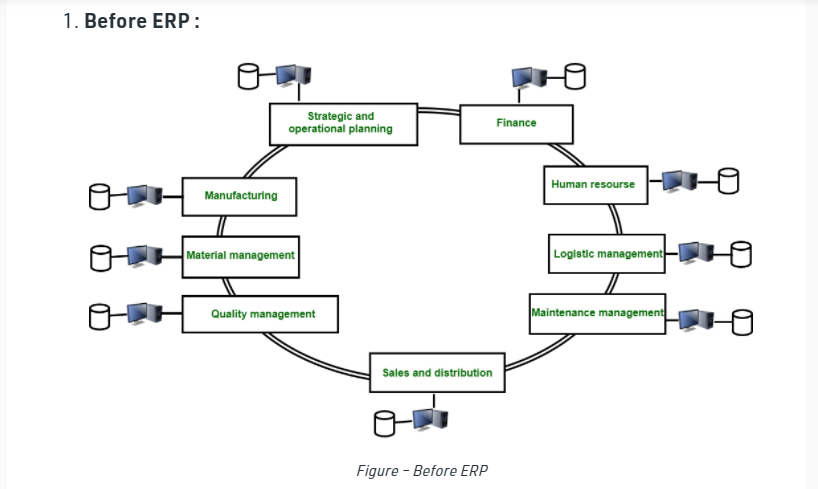 1. Before ERP :
Strategic and
operational planning
Finance
Manufacturing
Human resourse
Material management
Logistic management
Quality management
Maintenance management
Sales and distribution
Figure – Before ERP